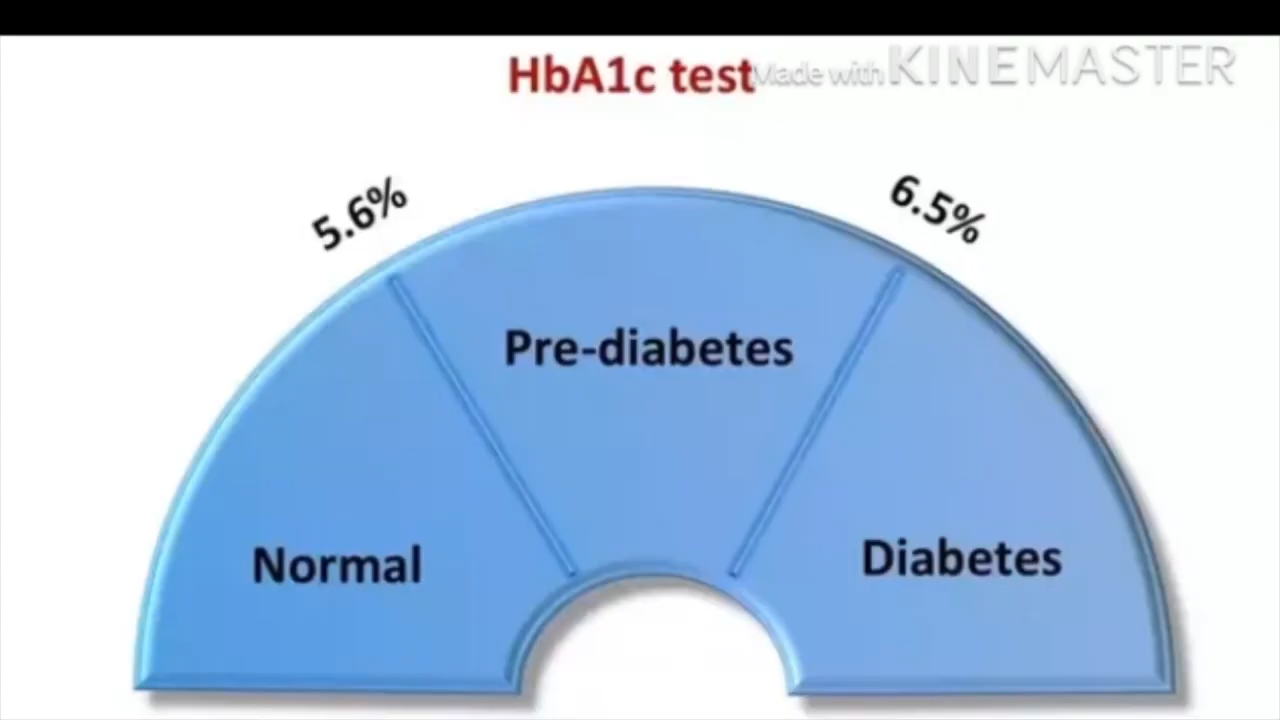 HbA1c test
Made with KINEMASTER
5.6%
6.5%
Pre-diabetes
Normal
Diabetes